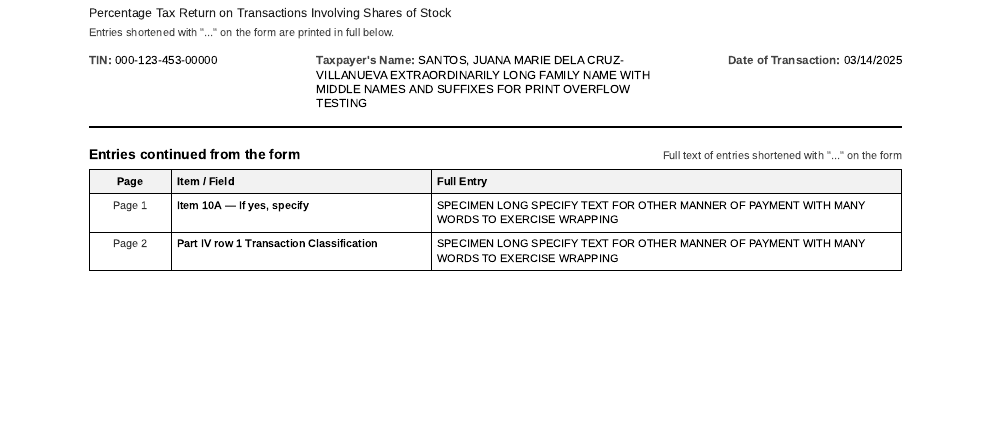 Percentage Tax Return on Transactions Involving Shares of Stock
Entries shortened with "..." on the form are printed in full below.
TIN: 000-123-453-00000
Taxpayer's Name: SANTOS, JUANA MARIE DELA CRUZ-
VILLANUEVA EXTRAORDINARILY LONG FAMILY NAME WITH
MIDDLE NAMES AND SUFFIXES FOR PRINT OVERFLOW
TESTING
Date of Transaction: 03/14/2025
Entries continued from the form
Full text of entries shortened with "..." on the form
Page Item / Field Full Entry
Page 1 Item 10A — If yes, specify SPECIMEN LONG SPECIFY TEXT FOR OTHER MANNER OF PAYMENT WITH MANY
WORDS TO EXERCISE WRAPPING
Page 2 Part IV row 1 Transaction Classification SPECIMEN LONG SPECIFY TEXT FOR OTHER MANNER OF PAYMENT WITH MANY
WORDS TO EXERCISE WRAPPING